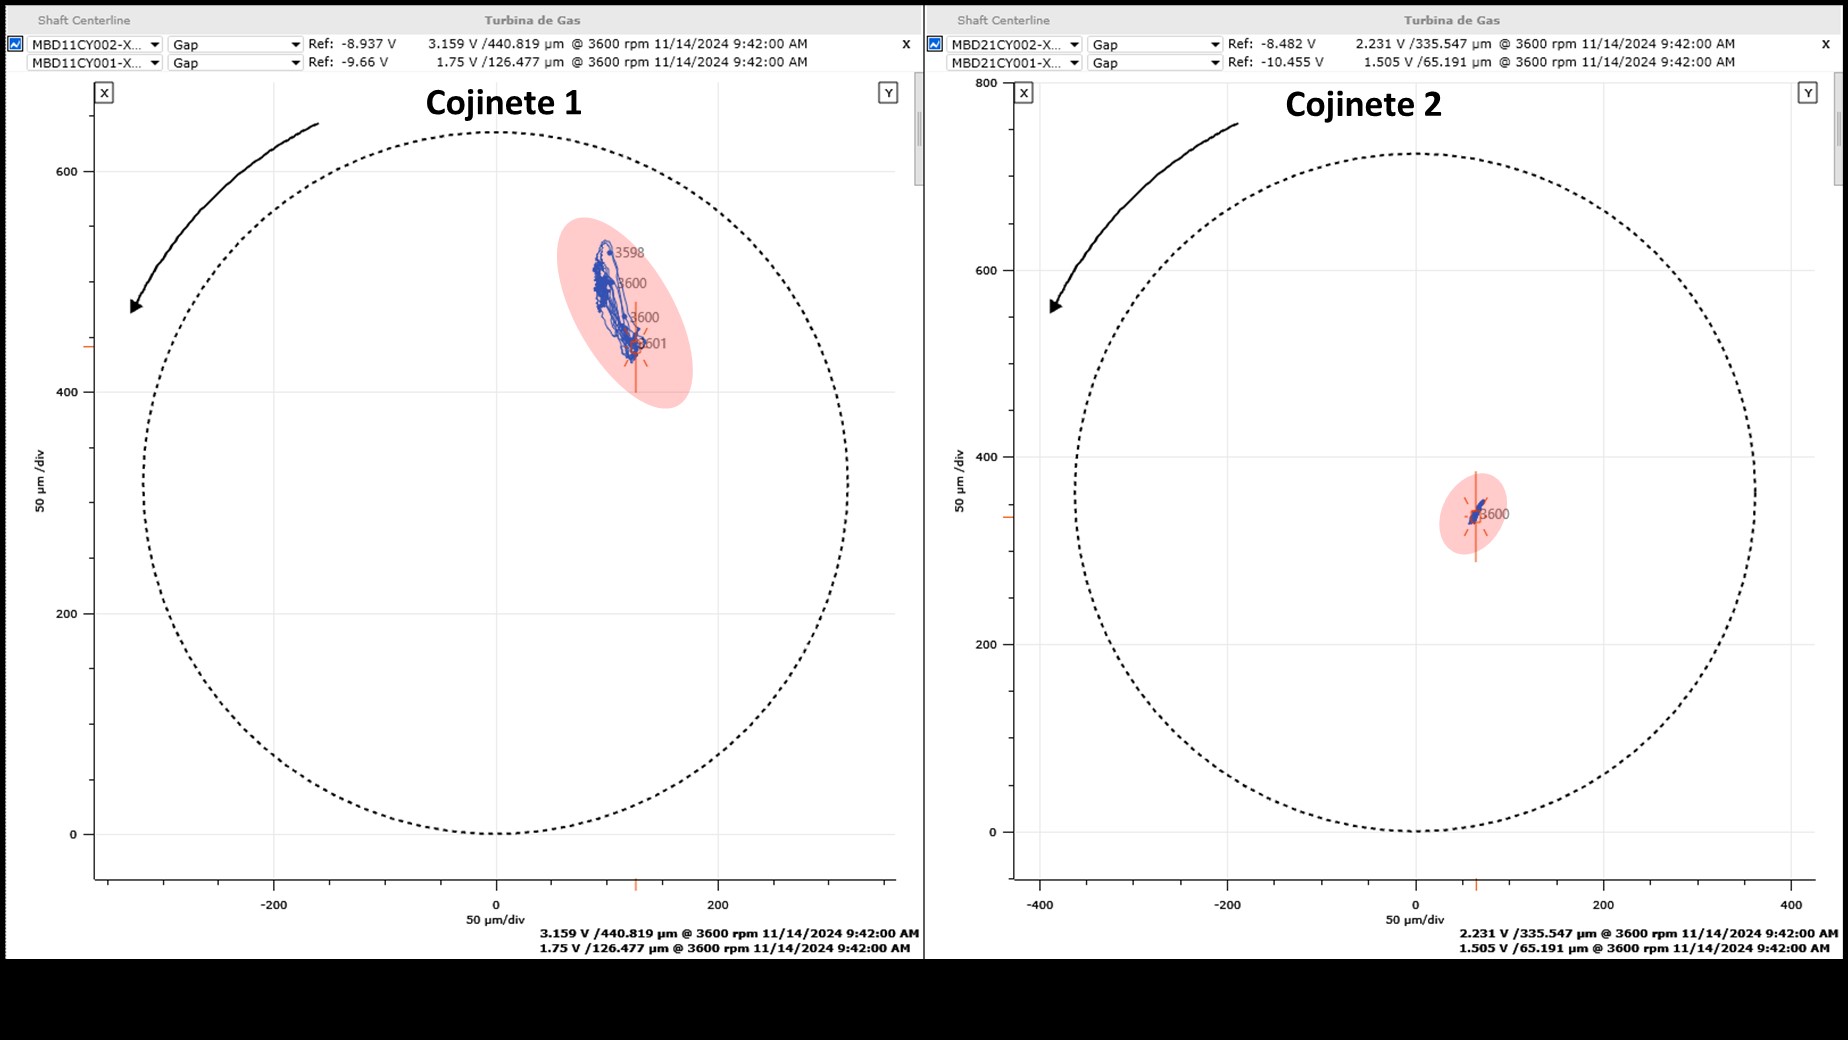 Shaft Centerline
Turbina de Gas
MBD11CY002-X... Gap Ref: -8.937 V 3.159 V /440.819 µm @ 3600 rpm 11/14/2024 9:42:00 AM X
MBD11CY001-X... Gap Ref: -9.66 V 1.75 V /126.477 µm @ 3600 rpm 11/14/2024 9:42:00 AM
X
Cojinete 1
Y
600
400
200
0
50 µm /div
3598
3600
3600
3601
-200
0
200
50 µm/div
3.159 V /440.819 µm @ 3600 rpm 11/14/2024 9:42:00 AM
1.75 V /126.477 µm @ 3600 rpm 11/14/2024 9:42:00 AM
Shaft Centerline
Turbina de Gas
MBD21CY002-X... Gap Ref: -8.482 V 2.231 V /335.547 µm @ 3600 rpm 11/14/2024 9:42:00 AM X
MBD21CY001-X... Gap Ref: -10.455 V 1.505 V /65.191 µm @ 3600 rpm 11/14/2024 9:42:00 AM
X
Cojinete 2
Y
800
600
400
200
0
50 µm /div
3600
-400
-200
0
200
400
50 µm/div
2.231 V /335.547 µm @ 3600 rpm 11/14/2024 9:42:00 AM
1.505 V /65.191 µm @ 3600 rpm 11/14/2024 9:42:00 AM